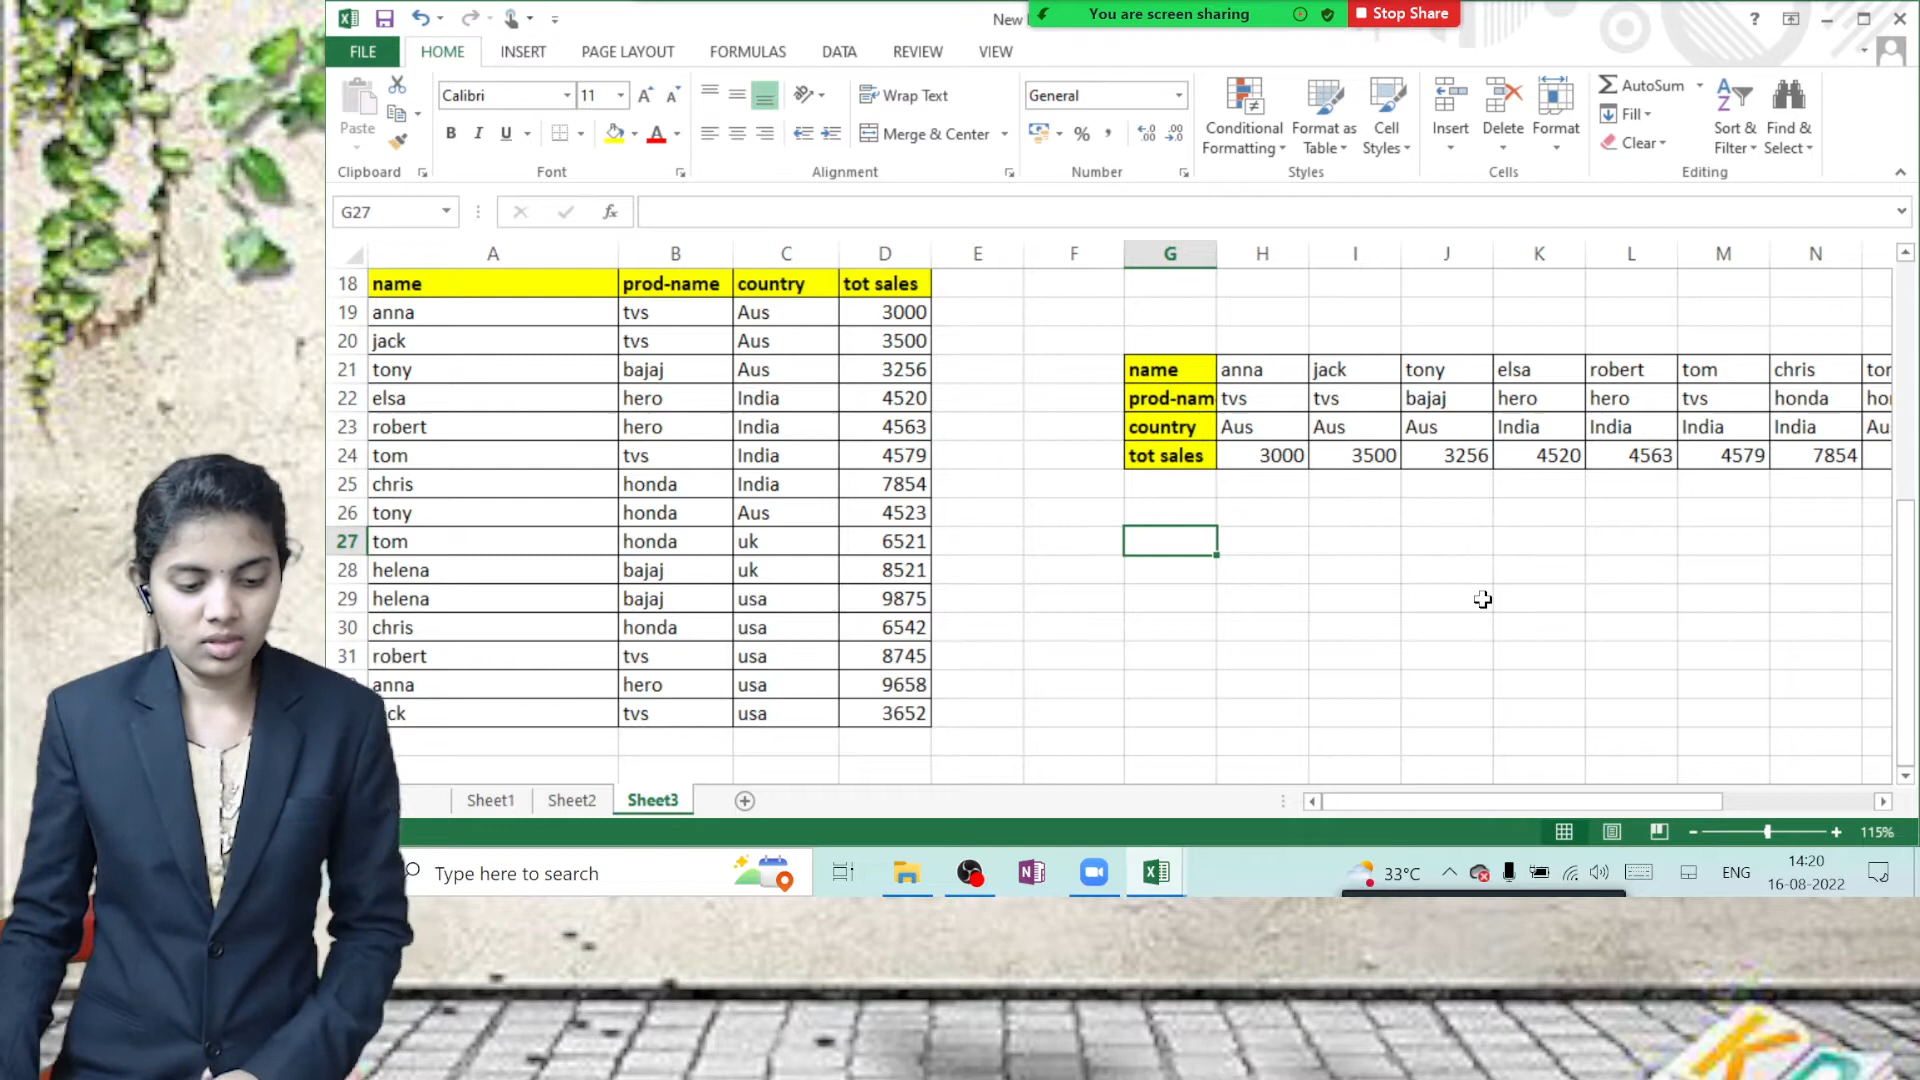 New
You are screen sharing
Stop Share
FILE HOME INSERT PAGE LAYOUT FORMULAS DATA REVIEW VIEW
Paste
Clipboard
Calibri 11
B I U
Font
Wrap Text
Merge & Center
Alignment
General
Number
Conditional Formatting
Format as Table
Cell Styles
Styles
Insert
Delete
Format
Cells
AutoSum
Fill
Clear
Sort & Filter
Find & Select
Editing
G27 fx
A B C D E F G H I J K L M N
18 name prod-name country tot sales
19 anna tvs Aus 3000
20 jack tvs Aus 3500
21 tony bajaj Aus 3256 name anna jack tony elsa robert tom chris
22 elsa hero India 4520 prod-nam tvs tvs bajaj hero hero tvs honda
23 robert hero India 4563 country Aus Aus Aus India India India India
24 tom tvs India 4579 tot sales 3000 3500 3256 4520 4563 4579 7854
25 chris honda India 7854
26 tony honda Aus 4523
27 tom honda uk 6521
28 helena bajaj uk 8521
29 helena bajaj usa 9875
30 chris honda usa 6542
31 robert tvs usa 8745
anna hero usa 9658
ck tvs usa 3652
Sheet1 Sheet2 Sheet3
115%
Type here to search
33°C
ENG
14:20
16-08-2022